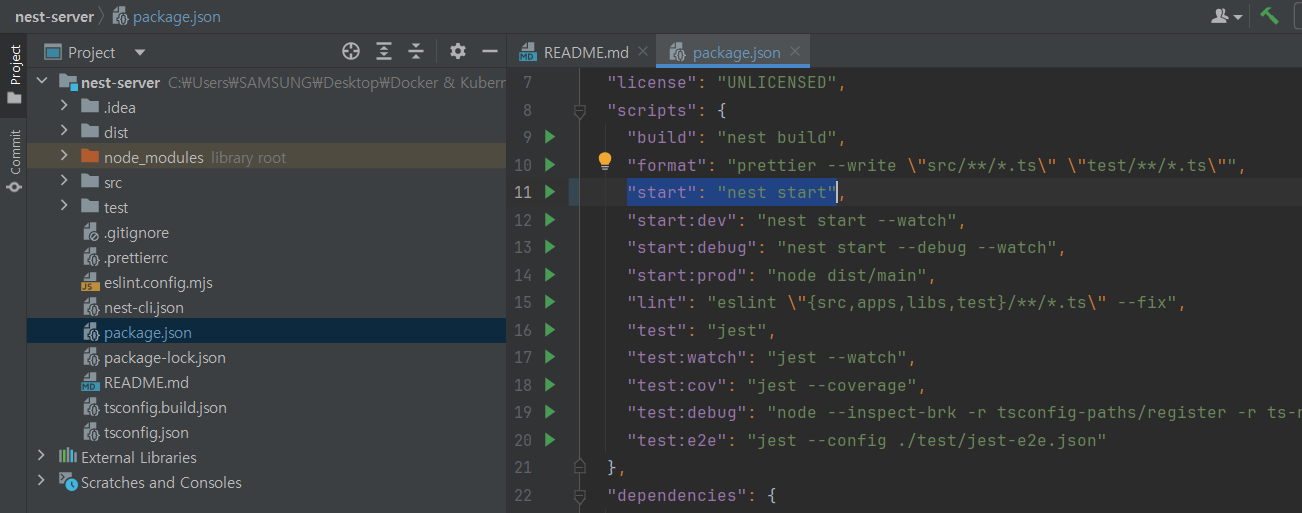 nest-server
package.json
Project
Commit
Project
nest-server C:₩Users₩SAMSUNG₩Desktop₩Docker & Kubern
.idea
dist
node_modules library root
src
test
.gitignore
.prettierrc
eslint.config.mjs
nest-cli.json
package.json
package-lock.json
README.md
tsconfig.build.json
tsconfig.json
External Libraries
Scratches and Consoles
README.md
package.json
7 "license": "UNLICENSED",
8 "scripts": {
9 "build": "nest build",
10 "format": "prettier --write \"src/**/*.ts\" \"test/**/*.ts\"",
11 "start": "nest start",
12 "start:dev": "nest start --watch",
13 "start:debug": "nest start --debug --watch",
14 "start:prod": "node dist/main",
15 "lint": "eslint \"{src,apps,libs,test}/**/*.ts\" --fix",
16 "test": "jest",
17 "test:watch": "jest --watch",
18 "test:cov": "jest --coverage",
19 "test:debug": "node --inspect-brk -r tsconfig-paths/register -r ts-n
20 "test:e2e": "jest --config ./test/jest-e2e.json"
21 },
22 "dependencies": {